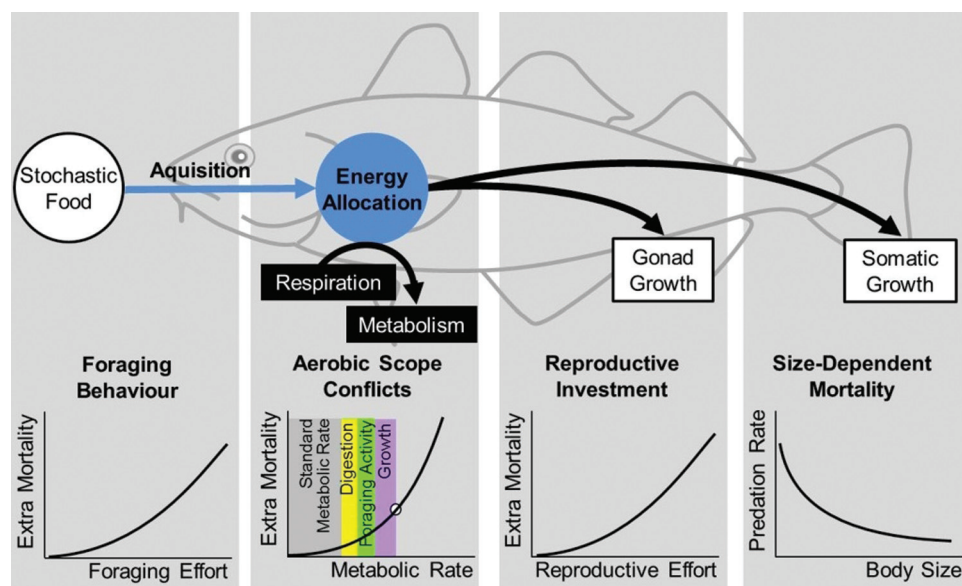 Stochastic
Food
Aquisition
Energy
Allocation
Respiration
Metabolism
Gonad
Growth
Somatic
Growth
Foraging
Behaviour
Extra Mortality
Foraging Effort
Aerobic Scope
Conflicts
Extra Mortality
Standard
Metabolic Rate
Digestion
Foraging Activity
Growth
Metabolic Rate
Reproductive
Investment
Extra Mortality
Reproductive Effort
Size-Dependent
Mortality
Predation Rate
Body Size